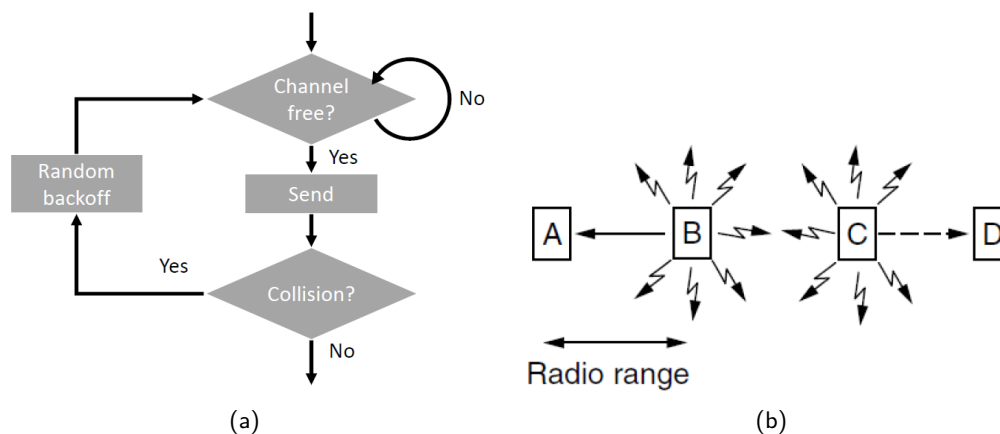 Channel
free?
No
Yes
Random
backoff
Send
Yes
Collision?
No
(a)
A
B
C
D
Radio range
(b)